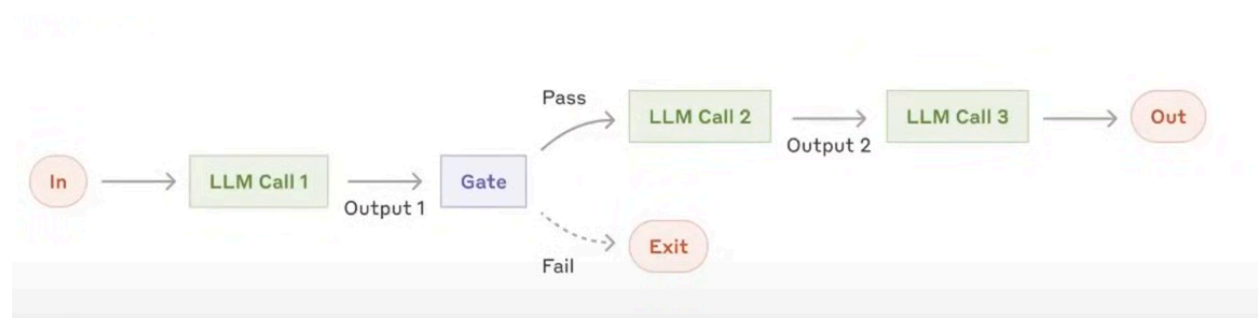 In
LLM Call 1
Output 1
Gate
Pass
LLM Call 2
Output 2
LLM Call 3
Out
Fail
Exit